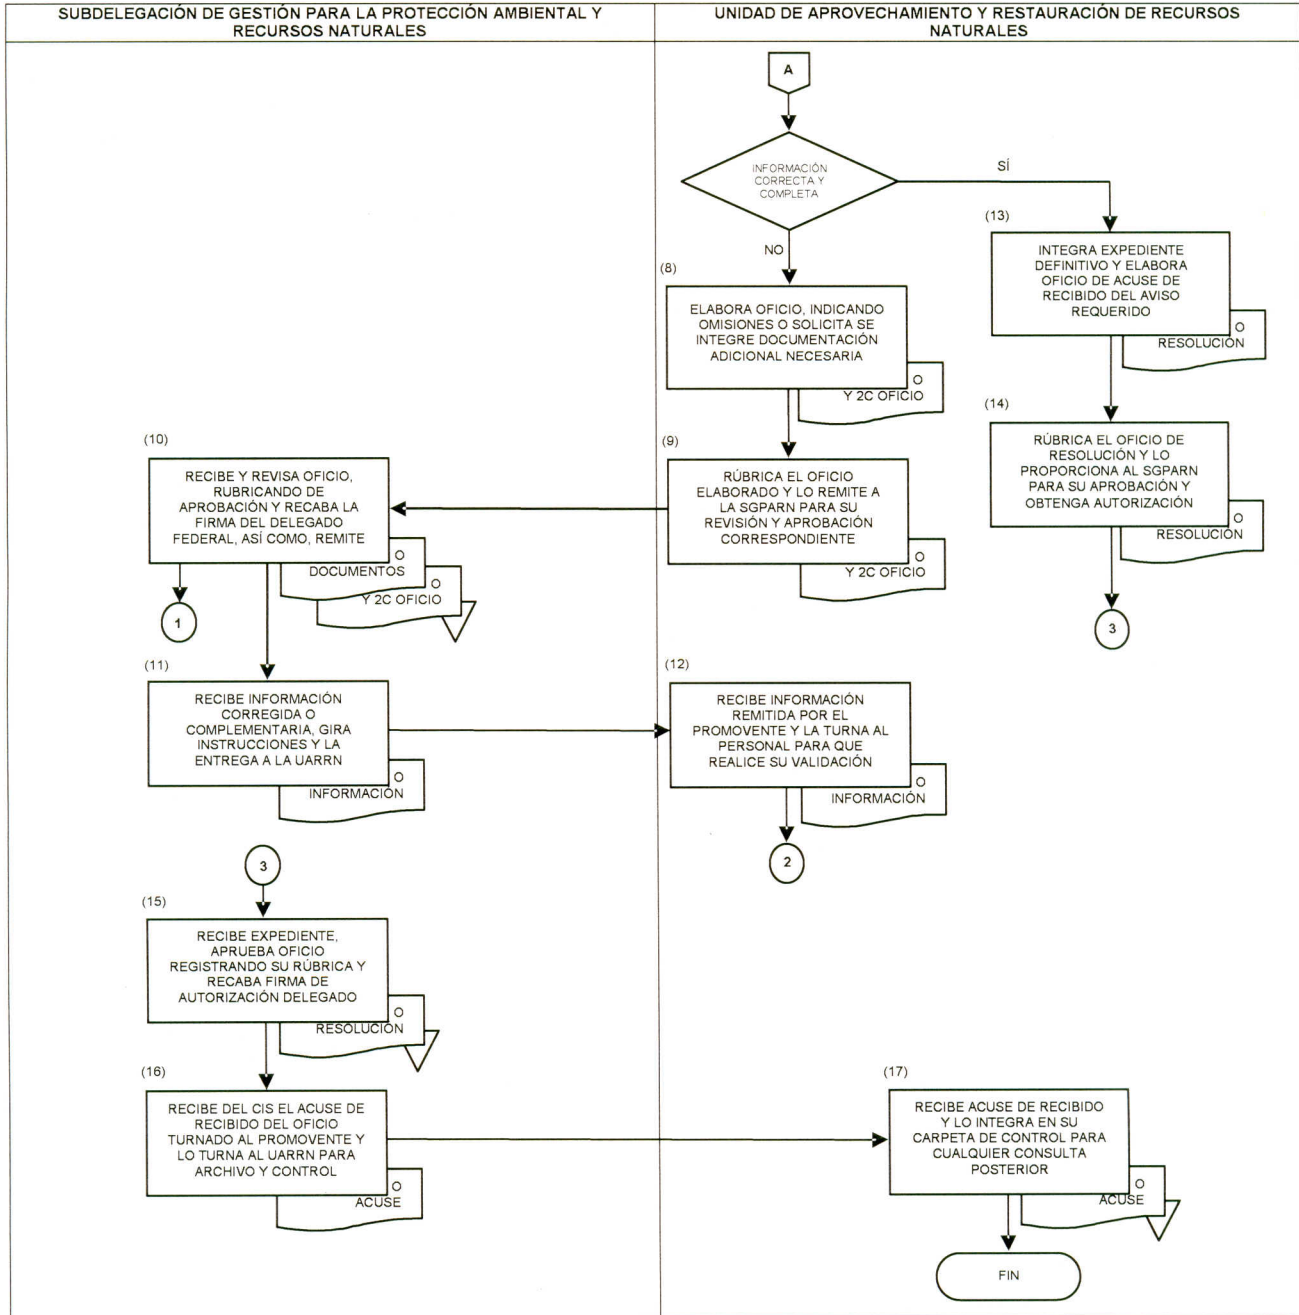 SUBDELEGACIÓN DE GESTIÓN PARA LA PROTECCIÓN AMBIENTAL Y
RECURSOS NATURALES
UNIDAD DE APROVECHAMIENTO Y RESTAURACIÓN DE RECURSOS
NATURALES
A
INFORMACIÓN
CORRECTA Y
COMPLETA
SÍ
NO
(13)
INTEGRA EXPEDIENTE
DEFINITIVO Y ELABORA
OFICIO DE ACUSE DE
RECIBIDO DEL AVISO
REQUERIDO
O
RESOLUCIÓN
(8)
ELABORA OFICIO, INDICANDO
OMISIONES O SOLICITA SE
INTEGRE DOCUMENTACIÓN
ADICIONAL NECESARIA
O
Y 2C OFICIO
(14)
RÚBRICA EL OFICIO DE
RESOLUCIÓN Y LO
PROPORCIONA AL SGPARN
PARA SU APROBACIÓN Y
OBTENGA AUTORIZACIÓN
O
RESOLUCIÓN
3
(9)
RÚBRICA EL OFICIO
ELABORADO Y LO REMITE A
LA SGPARN PARA SU
REVISIÓN Y APROBACIÓN
CORRESPONDIENTE
O
Y 2C OFICIO
(10)
RECIBE Y REVISA OFICIO,
RUBRICANDO DE
APROBACIÓN Y RECABA LA
FIRMA DEL DELEGADO
FEDERAL, ASÍ COMO, REMITE
O
DOCUMENTOS
O
Y 2C OFICIO
1
(11)
RECIBE INFORMACIÓN
CORREGIDA O
COMPLEMENTARIA, GIRA
INSTRUCCIONES Y LA
ENTREGA A LA UARRN
O
INFORMACIÓN
(12)
RECIBE INFORMACIÓN
REMITIDA POR EL
PROMOVENTE Y LA TURNA AL
PERSONAL PARA QUE
REALICE SU VALIDACIÓN
O
INFORMACIÓN
2
3
(15)
RECIBE EXPEDIENTE,
APRUEBA OFICIO
REGISTRANDO SU RÚBRICA Y
RECABA FIRMA DE
AUTORIZACIÓN DELEGADO
O
RESOLUCIÓN
(16)
RECIBE DEL CIS EL ACUSE DE
RECIBIDO DEL OFICIO
TURNADO AL PROMOVENTE Y
LO TURNA AL UARRN PARA
ARCHIVO Y CONTROL
O
ACUSE
(17)
RECIBE ACUSE DE RECIBIDO
Y LO INTEGRA EN SU
CARPETA DE CONTROL PARA
CUALQUIER CONSULTA
POSTERIOR
O
ACUSE
FIN